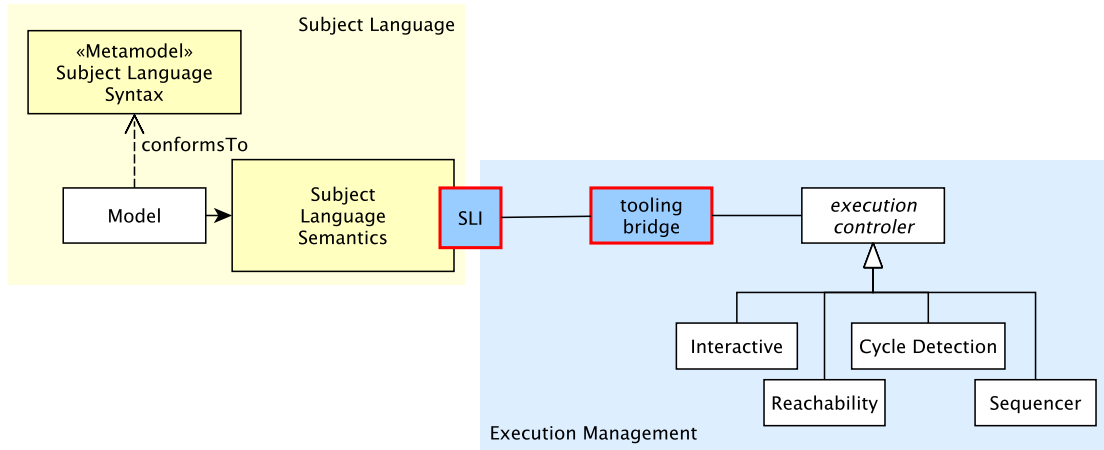 Subject Language
«Metamodel»
Subject Language
Syntax
conformsTo
Model
Subject
Language
Semantics
SLI
tooling
bridge
execution
controler
Interactive
Cycle Detection
Reachability
Sequencer
Execution Management